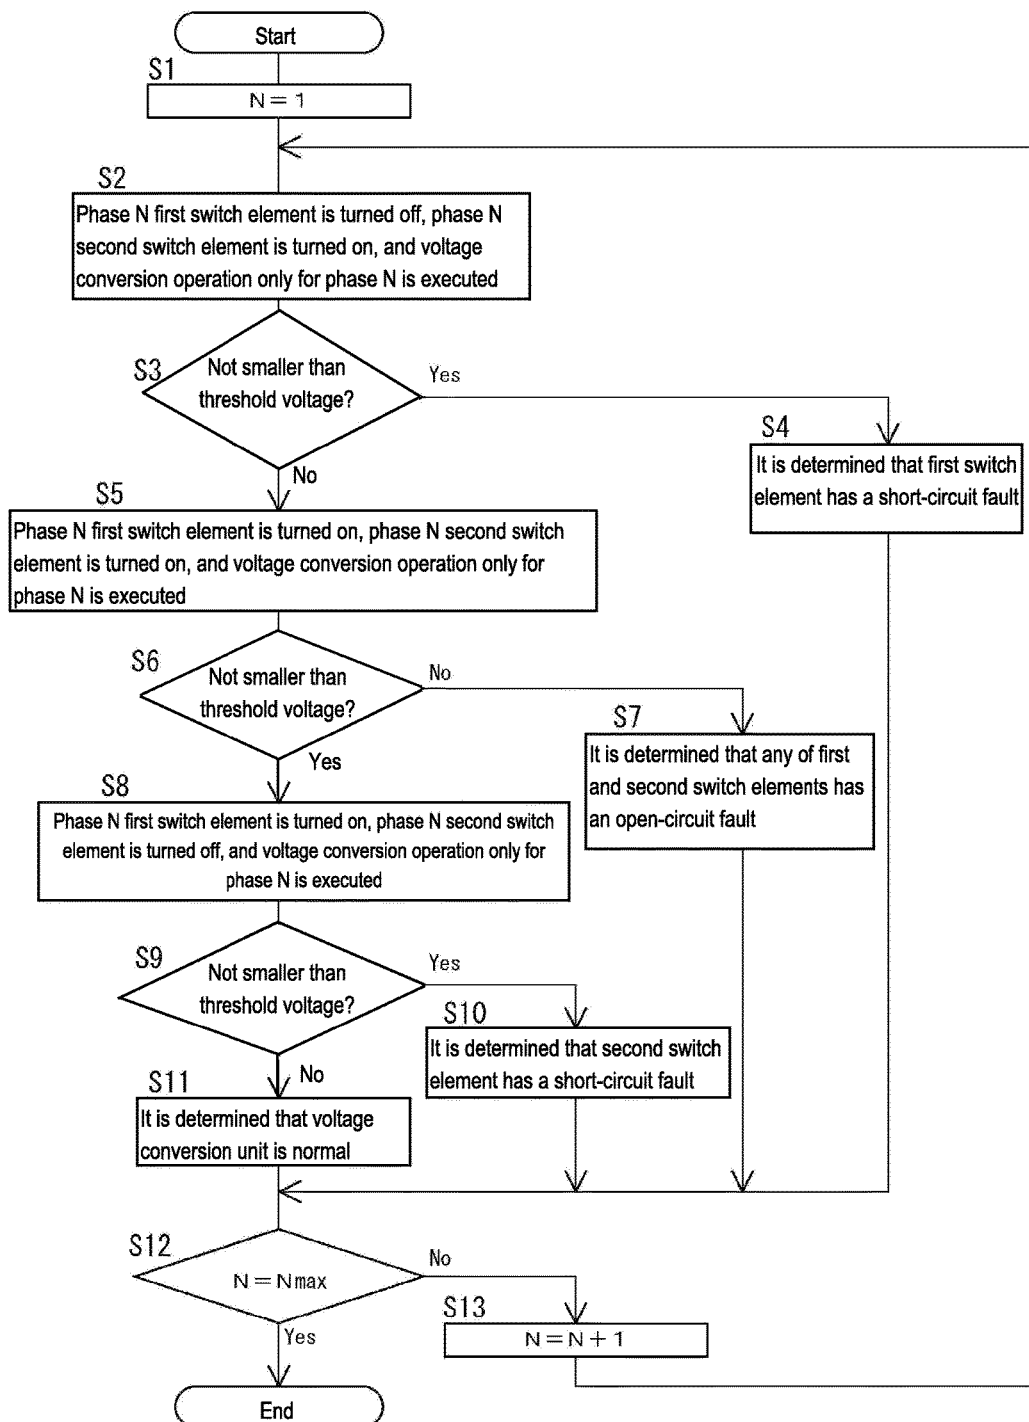 Start
S1
N=1
S2
Phase N first switch element is turned off, phase N
second switch element is turned on, and voltage
conversion operation only for phase N is executed
S3
Not smaller than
threshold voltage?
Yes
No
S4
It is determined that first switch
element has a short-circuit fault
S5
Phase N first switch element is turned on, phase N second switch
element is turned on, and voltage conversion operation only for
phase N is executed
S6
Not smaller than
threshold voltage?
No
Yes
S7
It is determined that any of first
and second switch elements has
an open-circuit fault
S8
Phase N first switch element is turned on, phase N second switch
element is turned off, and voltage conversion operation only for
phase N is executed
S9
Not smaller than
threshold voltage?
Yes
No
S10
It is determined that second switch
element has a short-circuit fault
S11
It is determined that voltage
conversion unit is normal
S12
N=Nmax
No
Yes
S13
N=N+1
End